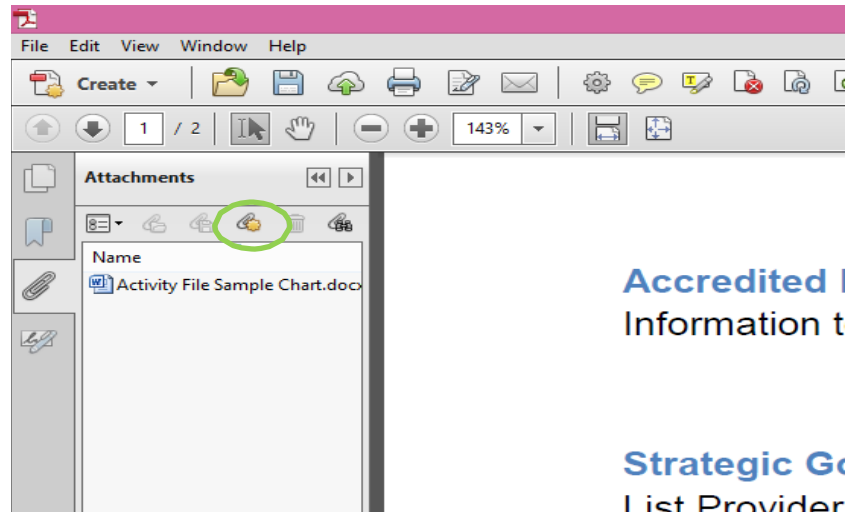 File Edit View Window Help
Create
1 / 2 143%
Attachments
Name
Activity File Sample Chart.docx
Accredited
Information
Strategic
List Provider